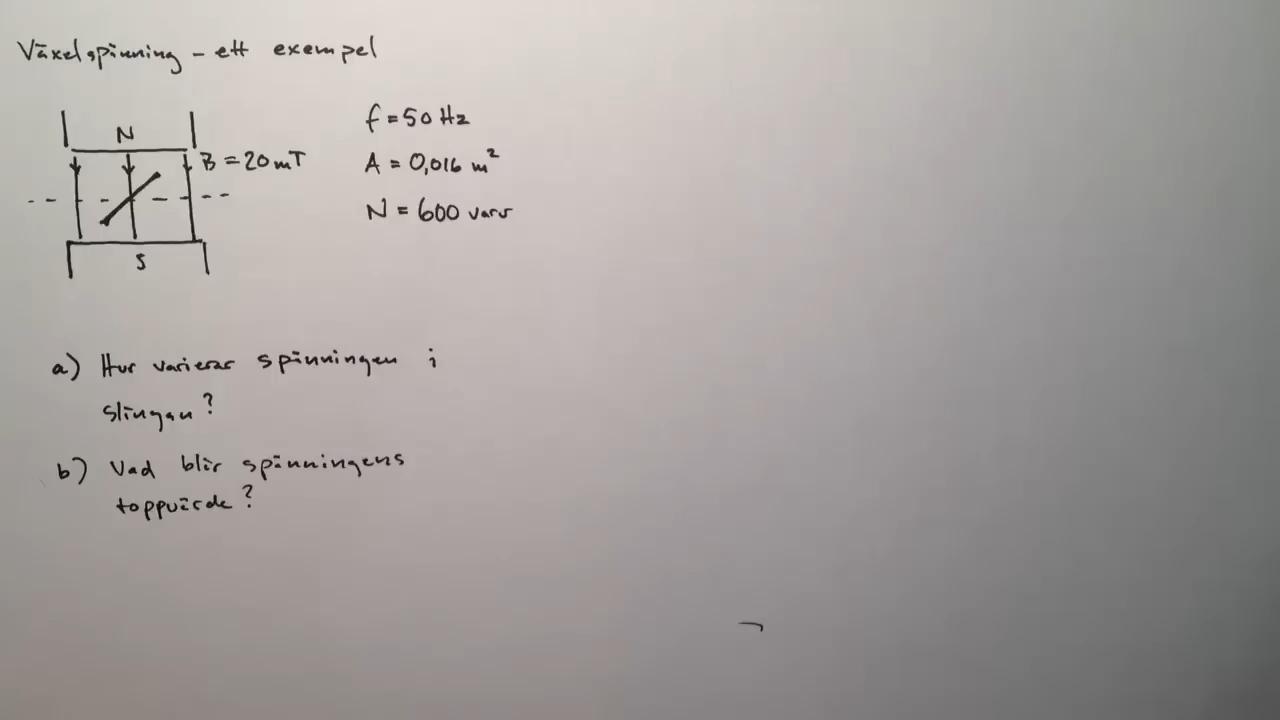 Växelspänning – ett exempel
N
B = 20 mT
S
f = 50 Hz
A = 0,016 m²
N = 600 varv
a) Hur varierar spänningen i
slingan?
b) Vad blir spänningens
toppvärde?